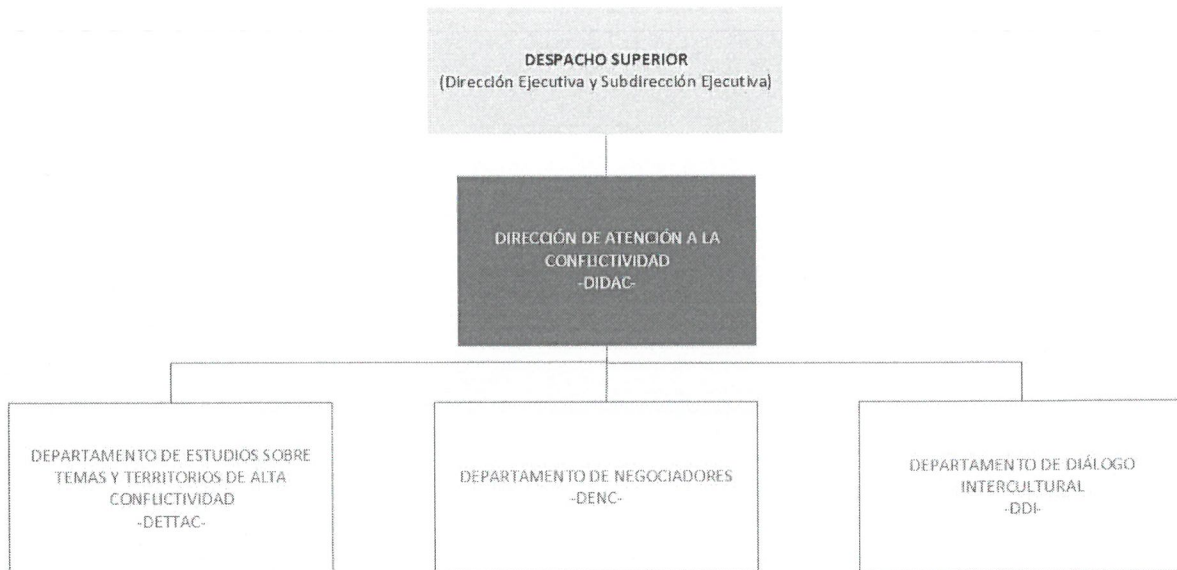 DESPACHO SUPERIOR
(Dirección Ejecutiva y Subdirección Ejecutiva)
DIRECCIÓN DE ATENCIÓN A LA
CONFLICTIVIDAD
-DIDAC-
DEPARTAMENTO DE ESTUDIOS SOBRE
TEMAS Y TERRITORIOS DE ALTA
CONFLICTIVIDAD
-DETTAC-
DEPARTAMENTO DE NEGOCIADORES
-DENC-
DEPARTAMENTO DE DIÁLOGO
INTERCULTURAL
-DDI-